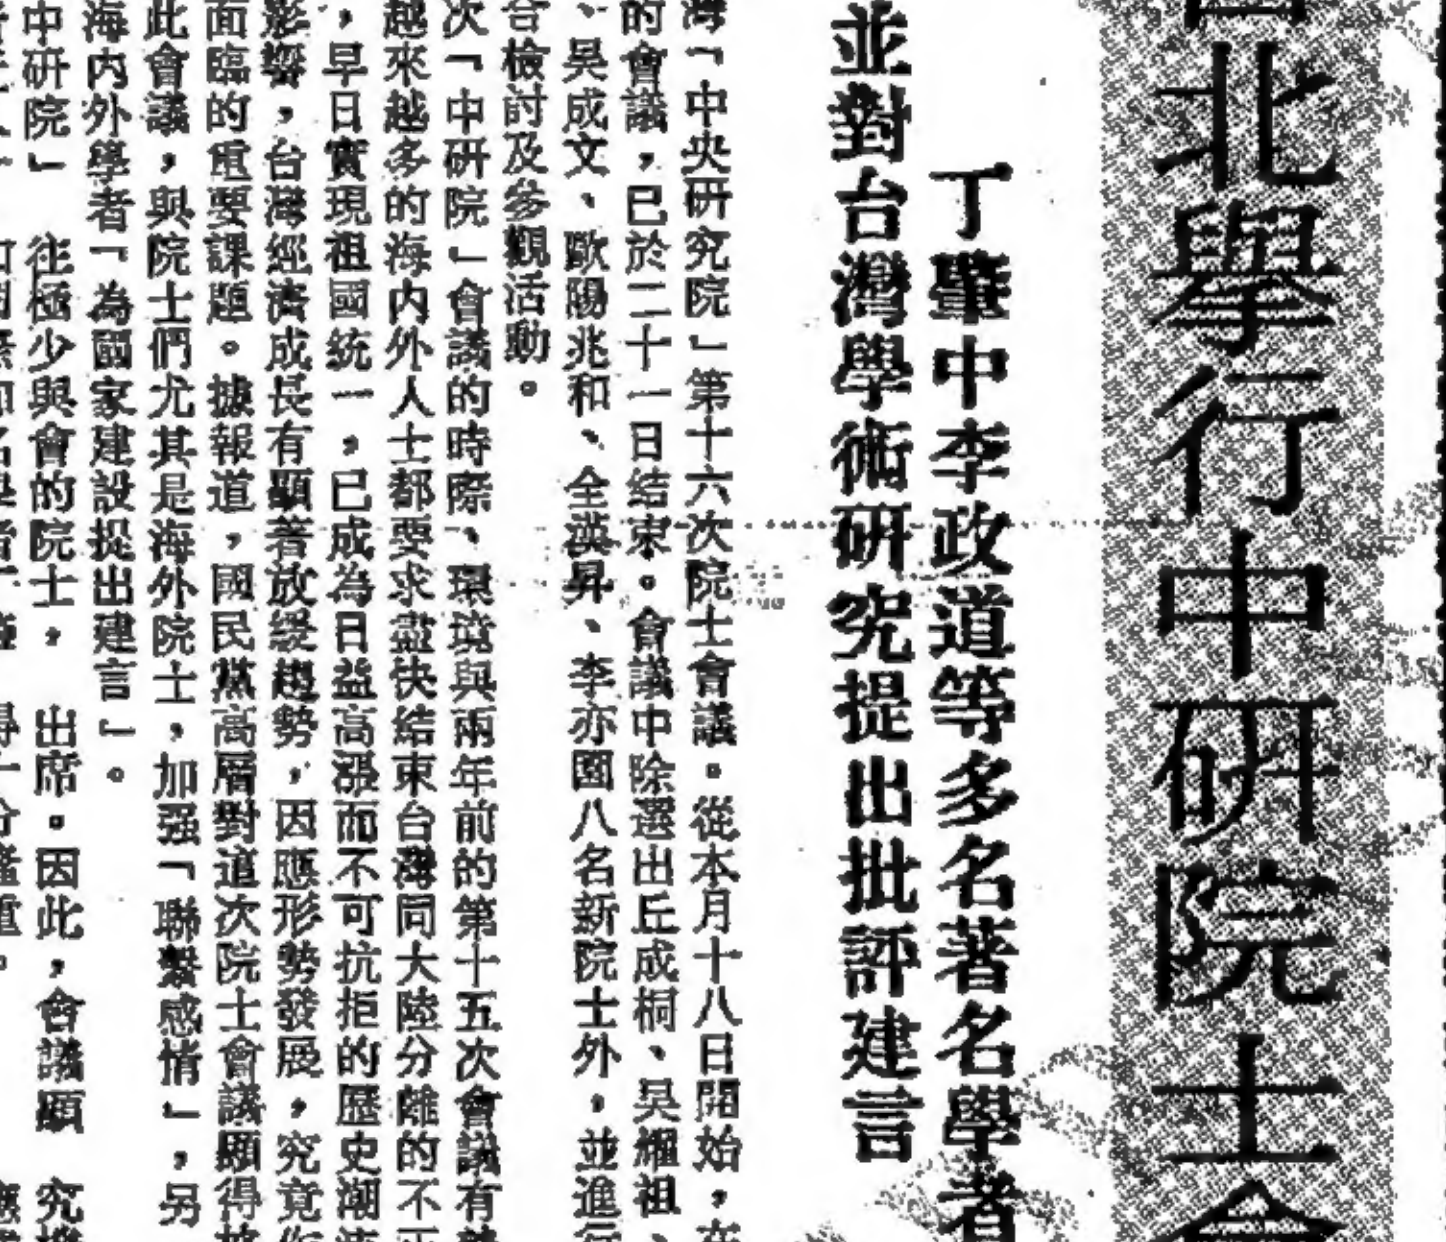 北舉行中研院士會
丁肇中李政道等多名著名學者
並對台灣學術研究提出批評建言
灣「中央研究院」第十六次院士會議。從本月十八日開始，在
的會議，已於二十一日結束。會議中除選出丘成桐、吳耀祖、
、吳成文、歐陽兆和、全漢昇、李亦園八名新院士外，並進行
合檢討及參觀活動。
次「中研院」會議的時際、環境與兩年前的第十五次會議有
越來越多的海內外人士都要求盡快結束台灣同大陸分離的不正
，早日實現祖國統一，已成為日益高漲而不可抗拒的歷史潮流
影響，台灣經濟成長有顯著放緩趨勢，因應形勢發展，究竟
面臨的重要課題。據報道，國民黨高層對這次院士會議顯得
此會議，與院士們尤其是海外院士，加强「聯繫感情」，另
海內外學者「為國家建設提出建言」。
中研院」 往極少與會的院士， 出席。因此，會議顯 究